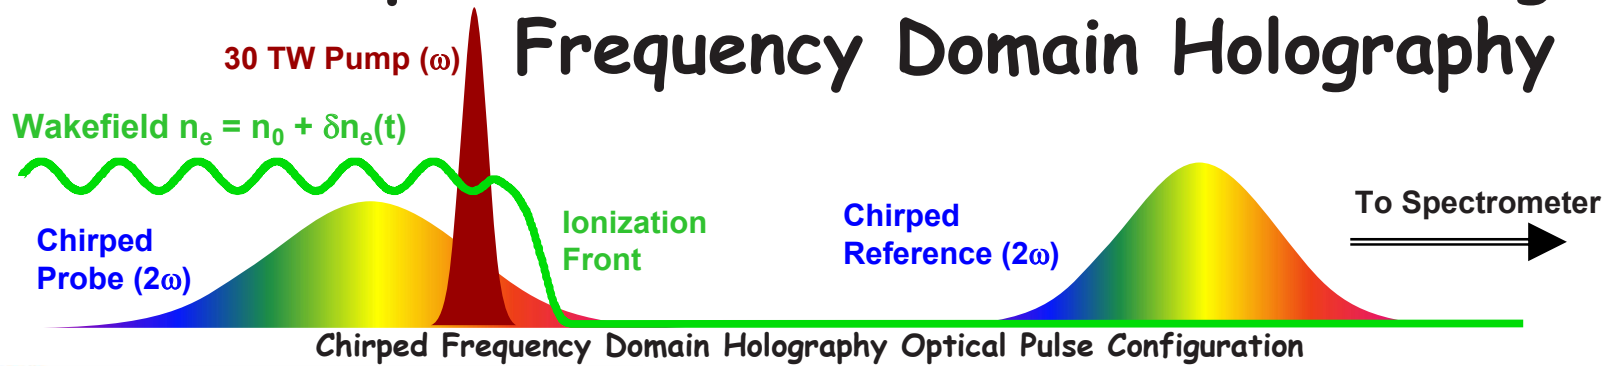 Frequency Domain Holography
30 TW Pump (ω)
Wakefield nₑ = n₀ + δnₑ(t)
Chirped
Probe (2ω)
Ionization
Front
Chirped
Reference (2ω)
To Spectrometer
Chirped Frequency Domain Holography Optical Pulse Configuration